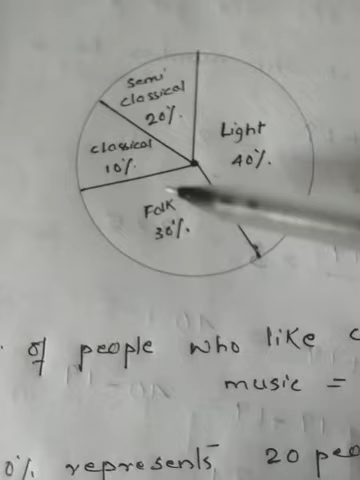 Semi
classical
20%.
Light
40%.
classical
10%.
Folk
30%.
of people who like
music =
0% represents 20